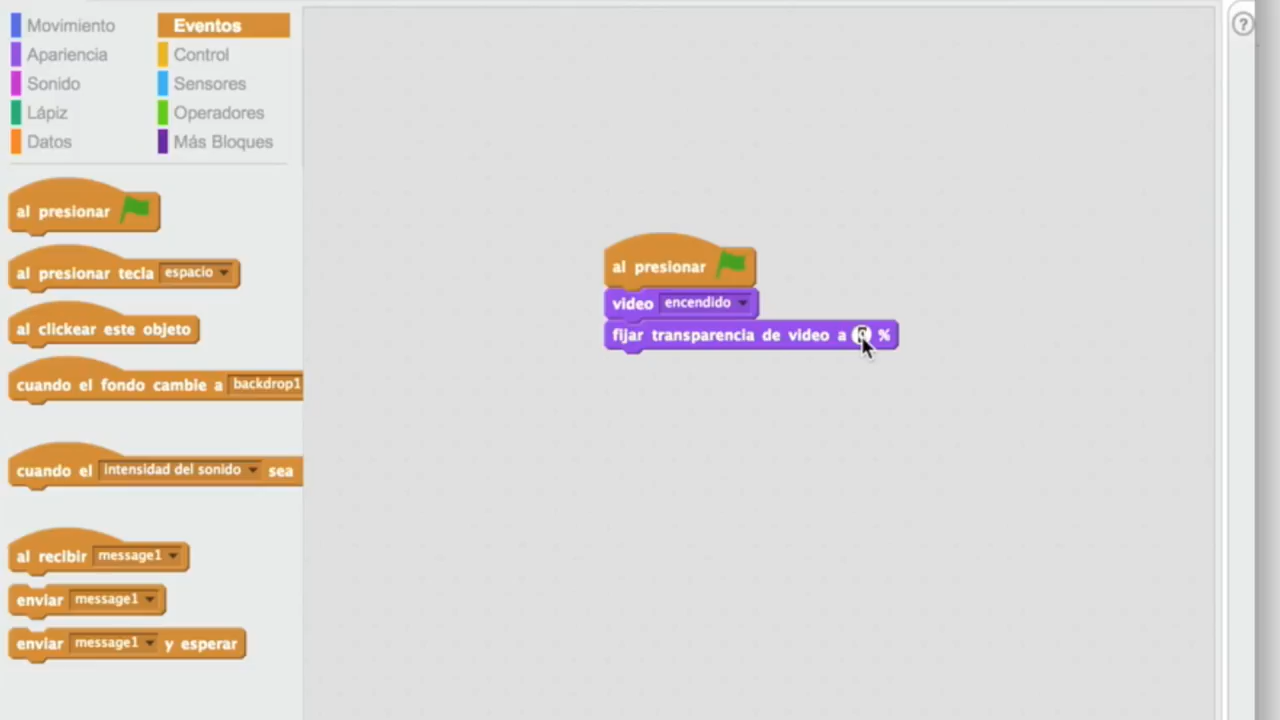 Movimiento
Eventos
Apariencia
Control
Sonido
Sensores
Lápiz
Operadores
Datos
Más Bloques
al presionar
al presionar tecla espacio
al clickear este objeto
cuando el fondo cambie a backdrop1
cuando el intensidad del sonido sea
al recibir message1
enviar message1
enviar message1 y esperar
al presionar
video encendido
fijar transparencia de video a %
?